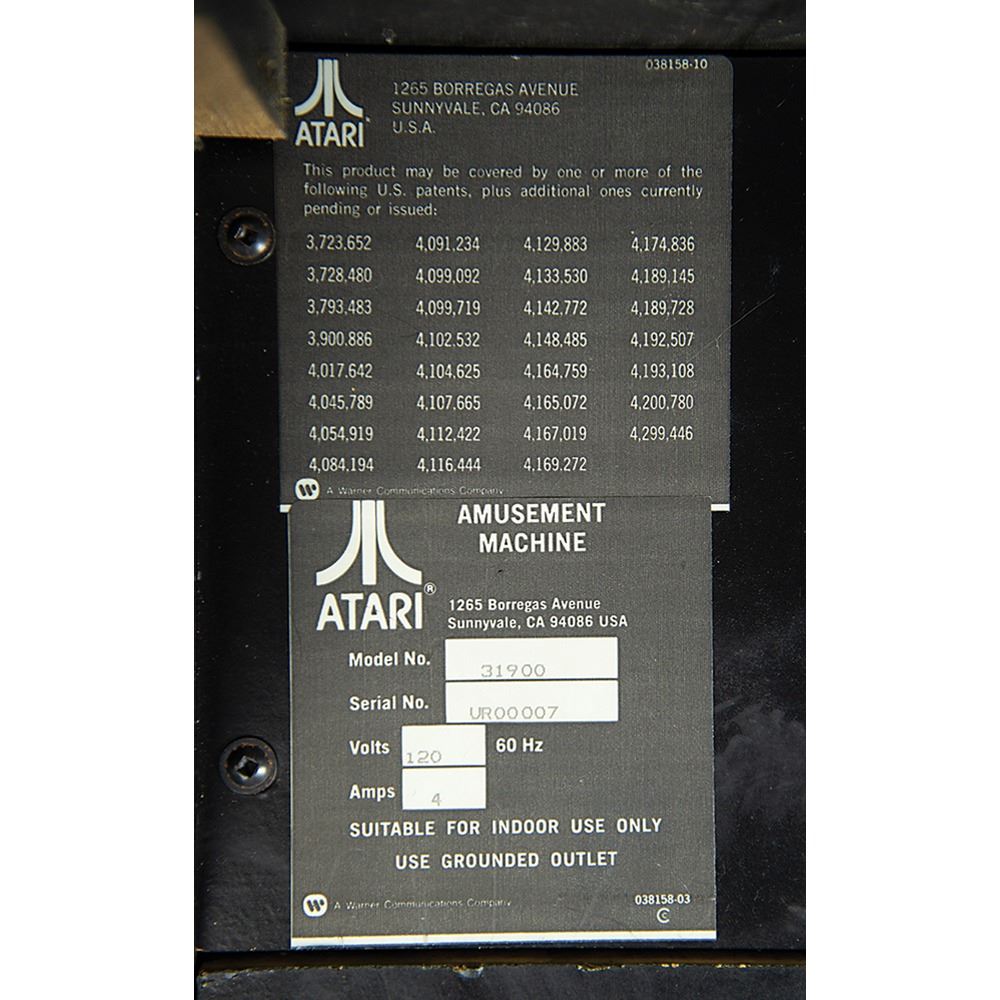 038158-10
1265 BORREGAS AVENUE
SUNNYVALE, CA 94086
U.S.A.
ATARI
This product may be covered by one or more of the
following U.S. patents, plus additional ones currently
pending or issued:
3,723,652 4,091,234 4,129,883 4,174,836
3,728,480 4,099,092 4,133,530 4,189,145
3,793,483 4,099,719 4,142,772 4,189,728
3,900,886 4,102,532 4,148,485 4,192,507
4,017,642 4,104,625 4,164,759 4,193,108
4,045,789 4,107,665 4,165,072 4,200,780
4,054,919 4,112,422 4,167,019 4,299,446
4,084,194 4,116,444 4,169,272
A Warner Communications Company
AMUSEMENT
MACHINE
ATARI®
1265 Borregas Avenue
Sunnyvale, CA 94086 USA
Model No. 31900
Serial No. UR00007
Volts 120 60 Hz
Amps 4
SUITABLE FOR INDOOR USE ONLY
USE GROUNDED OUTLET
A Warner Communications Company
038158-03